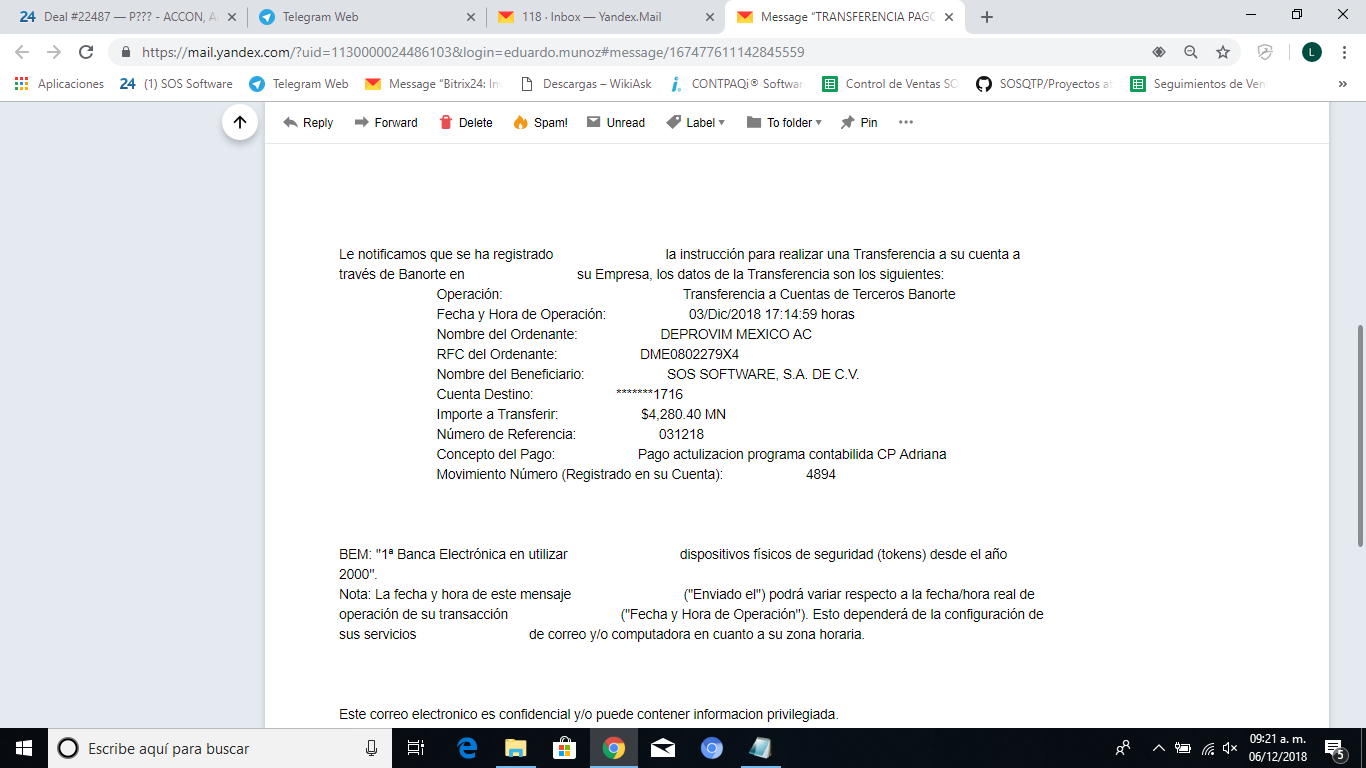 24 Deal #22487 — P??? - ACCON, A
Telegram Web
118 · Inbox — Yandex.Mail
Message "TRANSFERENCIA PAGO
https://mail.yandex.com/?uid=1130000024486103&login=eduardo.munoz#message/167477611142845559
L
Aplicaciones
24 (1) SOS Software
Telegram Web
Message "Bitrix24: In
Descargas – WikiAsk
CONTPAQi® Softwar
Control de Ventas SO
SOSQTP/Proyectos at
Seguimientos de Ven
»
Reply
Forward
Delete
Spam!
Unread
Label
To folder
Pin
Le notificamos que se ha registrado la instrucción para realizar una Transferencia a su cuenta a
través de Banorte en su Empresa, los datos de la Transferencia son los siguientes:
Operación: Transferencia a Cuentas de Terceros Banorte
Fecha y Hora de Operación: 03/Dic/2018 17:14:59 horas
Nombre del Ordenante: DEPROVIM MEXICO AC
RFC del Ordenante: DME0802279X4
Nombre del Beneficiario: SOS SOFTWARE, S.A. DE C.V.
Cuenta Destino: *******1716
Importe a Transferir: $4,280.40 MN
Número de Referencia: 031218
Concepto del Pago: Pago actulizacion programa contabilida CP Adriana
Movimiento Número (Registrado en su Cuenta): 4894
BEM: "1ª Banca Electrónica en utilizar dispositivos físicos de seguridad (tokens) desde el año
2000".
Nota: La fecha y hora de este mensaje ("Enviado el") podrá variar respecto a la fecha/hora real de
operación de su transacción ("Fecha y Hora de Operación"). Esto dependerá de la configuración de
sus servicios de correo y/o computadora en cuanto a su zona horaria.
Este correo electronico es confidencial y/o puede contener informacion privilegiada.
Escribe aquí para buscar
09:21 a. m.
06/12/2018
5